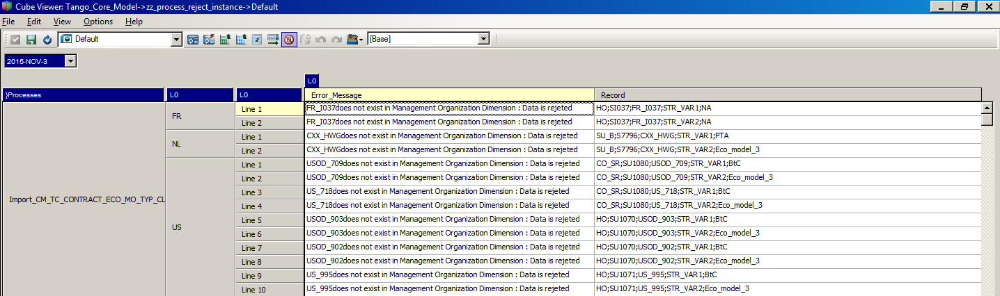 Cube Viewer: Tango_Core_Model->zz_process_reject_instance->Default
File Edit View Options Help
Default [Base]
2015-NOV-3
L0
}Processes L0 L0 Error_Message Record
Import_CM_TC_CONTRACT_ECO_MO_TYP_CL
FR
Line 1 FR_I037does not exist in Management Organization Dimension : Data is rejeted HO;SI037;FR_I037;STR_VAR1;NA
Line 2 FR_I037does not exist in Management Organization Dimension : Data is rejeted HO;SI037;FR_I037;STR_VAR2;NA
NL
Line 1 CXX_HWGdoes not exist in Management Organization Dimension : Data is rejeted SU_B;S7796;CXX_HWG;STR_VAR1;PTA
Line 2 CXX_HWGdoes not exist in Management Organization Dimension : Data is rejeted SU_B;S7796;CXX_HWG;STR_VAR2;Eco_model_3
US
Line 1 USOD_709does not exist in Management Organization Dimension : Data is rejeted CO_SR;SU1080;USOD_709;STR_VAR1;BtC
Line 2 USOD_709does not exist in Management Organization Dimension : Data is rejeted CO_SR;SU1080;USOD_709;STR_VAR2;Eco_model_3
Line 3 US_718does not exist in Management Organization Dimension : Data is rejeted CO_SR;SU1080;US_718;STR_VAR1;BtC
Line 4 US_718does not exist in Management Organization Dimension : Data is rejeted CO_SR;SU1080;US_718;STR_VAR2;Eco_model_3
Line 5 USOD_903does not exist in Management Organization Dimension : Data is rejeted HO;SU1070;USOD_903;STR_VAR1;BtC
Line 6 USOD_903does not exist in Management Organization Dimension : Data is rejeted HO;SU1070;USOD_903;STR_VAR2;Eco_model_3
Line 7 USOD_902does not exist in Management Organization Dimension : Data is rejeted HO;SU1070;USOD_902;STR_VAR1;BtC
Line 8 USOD_902does not exist in Management Organization Dimension : Data is rejeted HO;SU1070;USOD_902;STR_VAR2;Eco_model_3
Line 9 US_995does not exist in Management Organization Dimension : Data is rejeted HO;SU1071;US_995;STR_VAR1;BtC
Line 10 US_995does not exist in Management Organization Dimension : Data is rejeted HO;SU1071;US_995;STR_VAR2;Eco_model_3